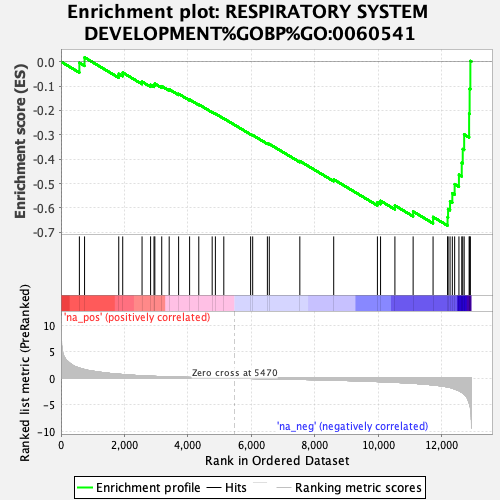 Enrichment plot: RESPIRATORY SYSTEM
DEVELOPMENT%GOBP%GO:0060541
Enrichment score (ES)
0.0
-0.1
-0.2
-0.3
-0.4
-0.5
-0.6
-0.7
'na_pos' (positively correlated)
Ranked list metric (PreRanked)
10
5
0
-5
-10
Zero cross at 5470
'na_neg' (negatively correlated)
0 2,000 4,000 6,000 8,000 10,000 12,000
Rank in Ordered Dataset
Enrichment profile Hits Ranking metric scores